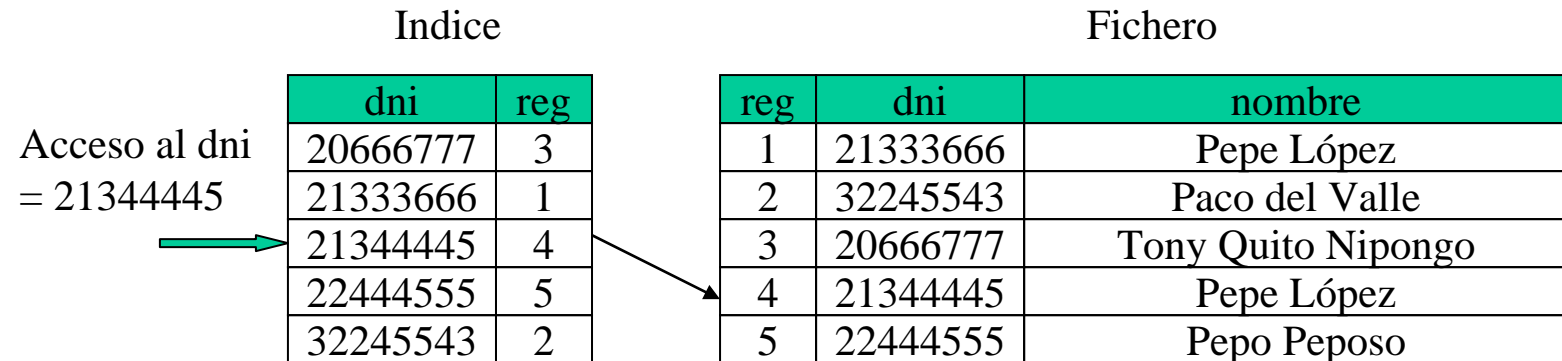 Indice
Fichero
Acceso al dni
= 21344445
dni reg
20666777 3
21333666 1
21344445 4
22444555 5
32245543 2
reg dni nombre
1 21333666 Pepe López
2 32245543 Paco del Valle
3 20666777 Tony Quito Nipongo
4 21344445 Pepe López
5 22444555 Pepo Peposo